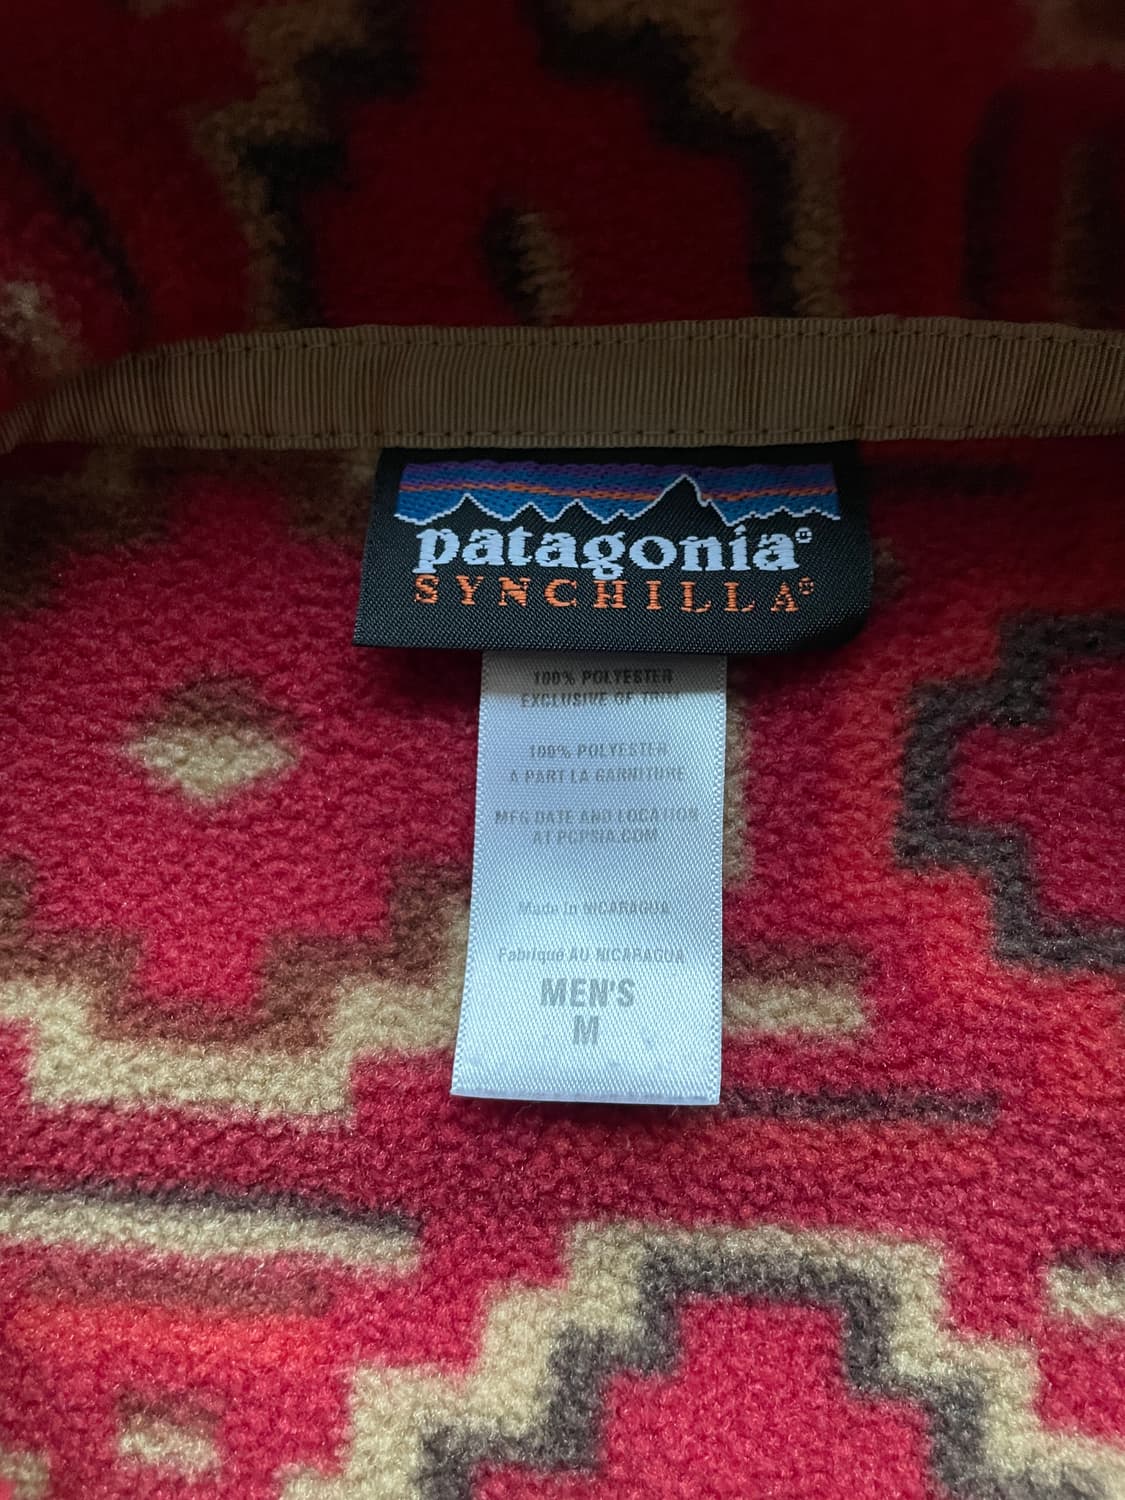 patagonia®
SYNCHILLA®
100% POLYESTER
EXCLUSIVE OF TRIM
100% POLYESTER
A PART LA GARNITURE
MFG DATE AND LOCATION
AT PCPSIA.COM
Made in NICARAGUA
Fabriqué AU NICARAGUA
MEN'S
M